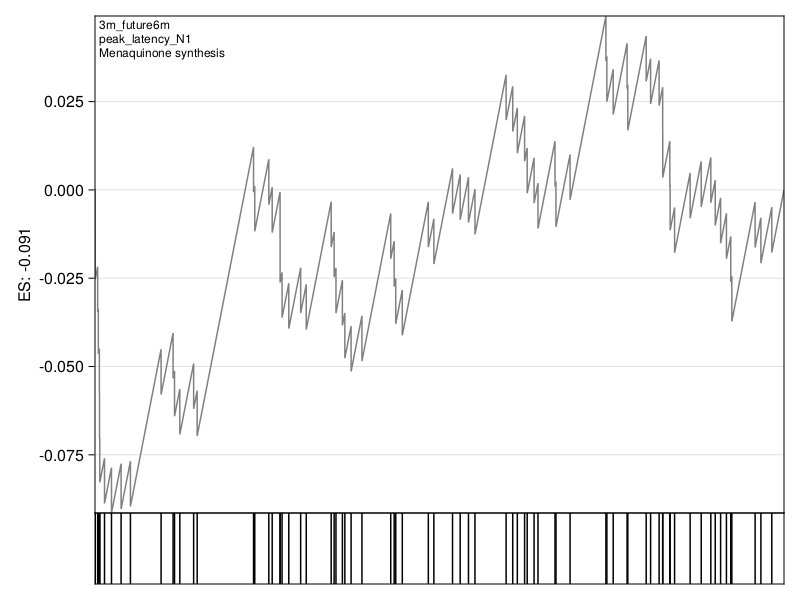 3m_future6m
peak_latency_N1
Menaquinone synthesis
ES: -0.091
0.025
0.000
-0.025
-0.050
-0.075